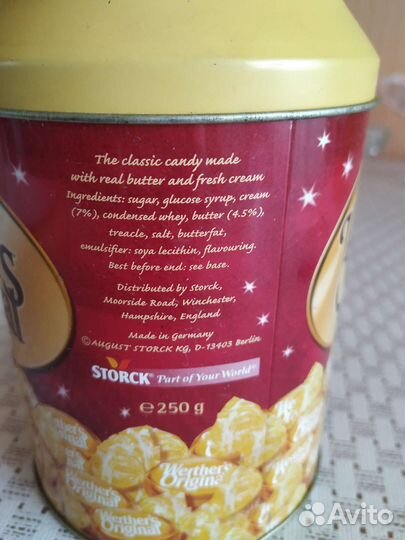 The classic candy made
with real butter and fresh cream
Ingredients: sugar, glucose syrup, cream
(7%), condensed whey, butter (4.5%),
treacle, salt, butterfat,
emulsifier: soya lecithin, flavouring.
Best before end: see base.
Distributed by Storck,
Moorside Road, Winchester,
Hampshire, England
Made in Germany
©AUGUST STORCK KG, D-13403 Berlin
STORCK® Part of Your World®
℮250 g
Werther's
Original
Werther's
Original
Werther's
Original
Avito